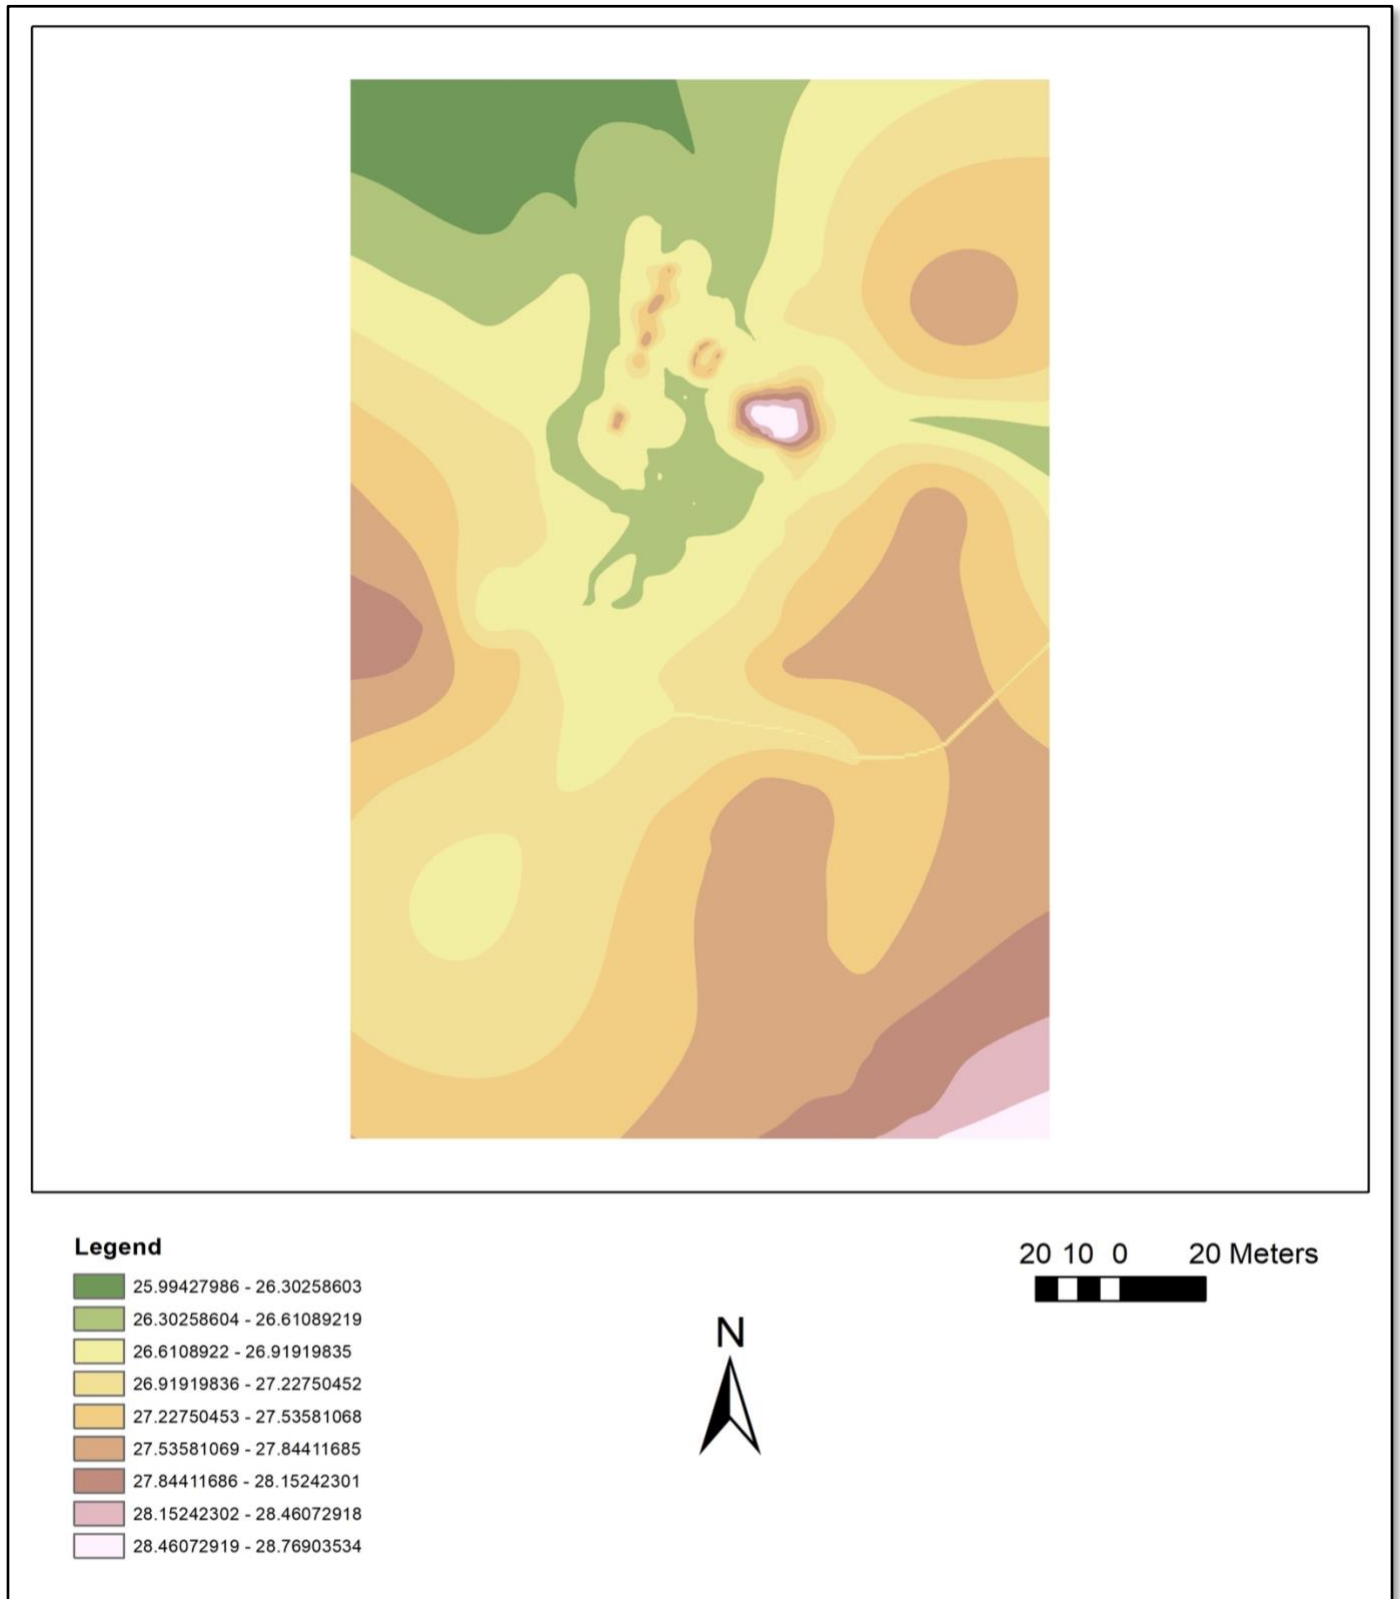 Legend
25.99427986 - 26.30258603
26.30258604 - 26.61089219
26.6108922 - 26.91919835
26.91919836 - 27.22750452
27.22750453 - 27.53581068
27.53581069 - 27.84411685
27.84411686 - 28.15242301
28.15242302 - 28.46072918
28.46072919 - 28.76903534
N
20 10 0 20 Meters